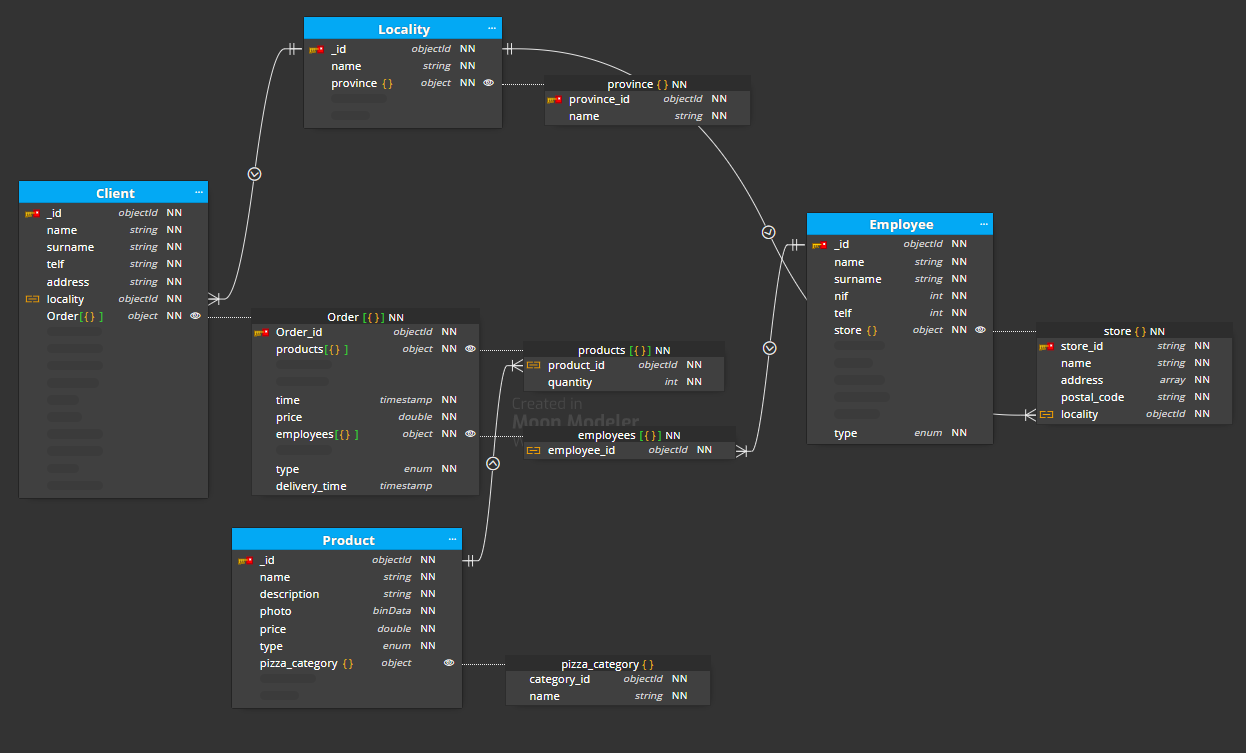 Locality ...
_id objectId NN
name string NN
province {} object NN
province {} NN
province_id objectId NN
name string NN
Client ...
_id objectId NN
name string NN
surname string NN
telf string NN
address string NN
locality objectId NN
Order[{} ] object NN
Order [{}] NN
Order_id objectId NN
products[{} ] object NN
time timestamp NN
price double NN
employees[{} ] object NN
type enum NN
delivery_time timestamp
products [{}] NN
product_id objectId NN
quantity int NN
Created in
Moon Modeler
employees [{}] NN
employee_id objectId NN
Employee ...
_id objectId NN
name string NN
surname string NN
nif int NN
telf int NN
store {} object NN
type enum NN
store {} NN
store_id string NN
name string NN
address array NN
postal_code string NN
locality objectId NN
Product ...
_id objectId NN
name string NN
description string NN
photo binData NN
price double NN
type enum NN
pizza_category {} object
pizza_category {}
category_id objectId NN
name string NN